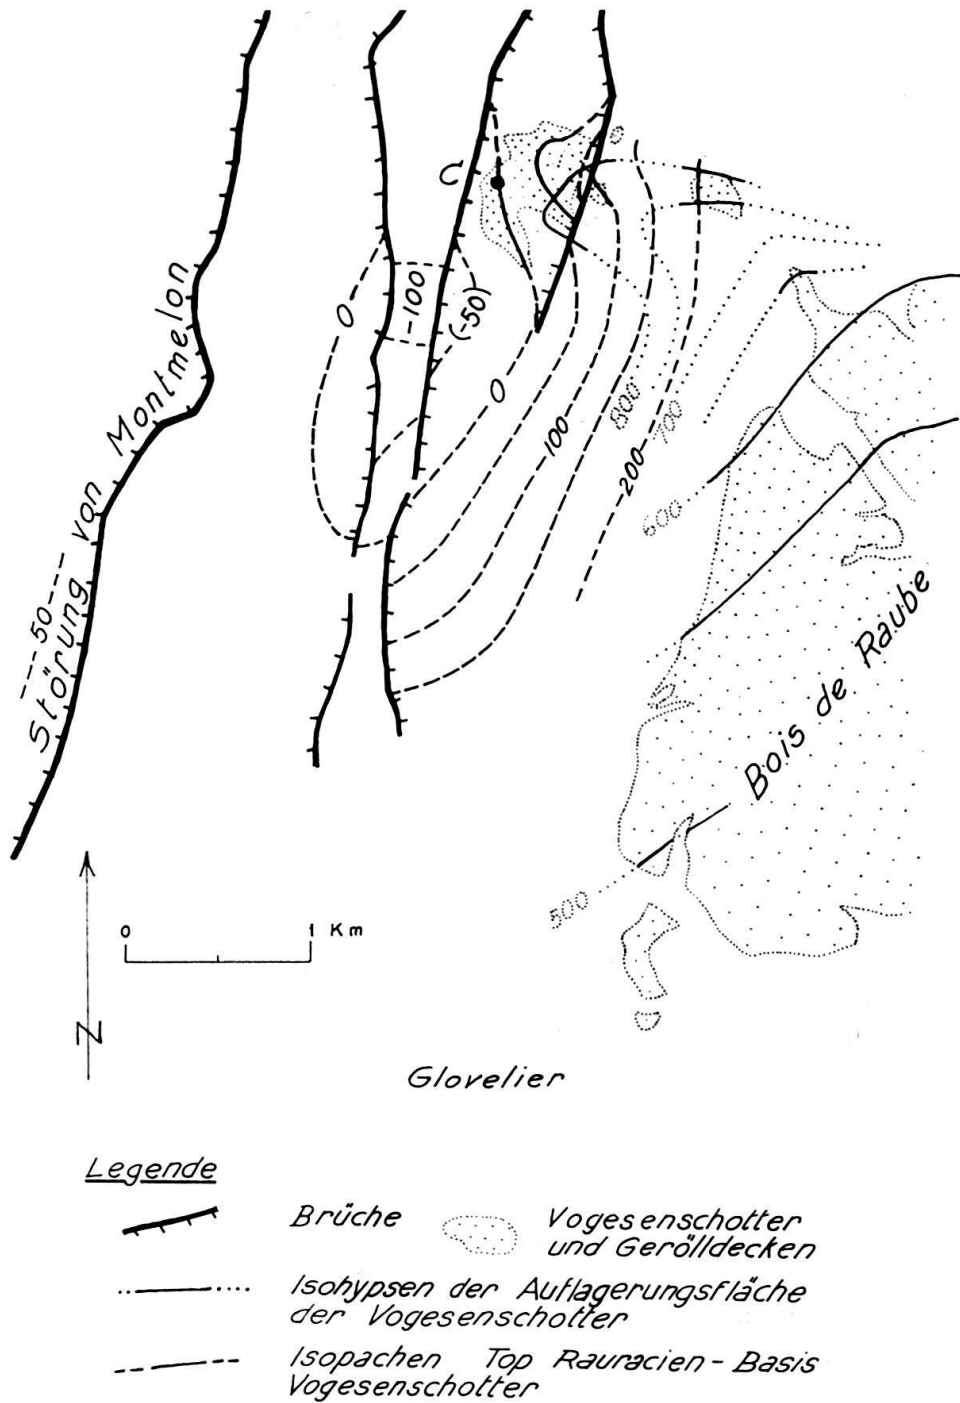 C
0
-100
(-50)
0
100
800
700
200
600
Störung von Montmelon
50
Bois de Raube
500
0 1 Km
N
Glovelier
Legende
Brüche
Vogesenschotter
und Gerölldecken
Isohypsen der Auflagerungsfläche
der Vogesenschotter
Isopachen Top Rauracien - Basis
Vogesenschotter